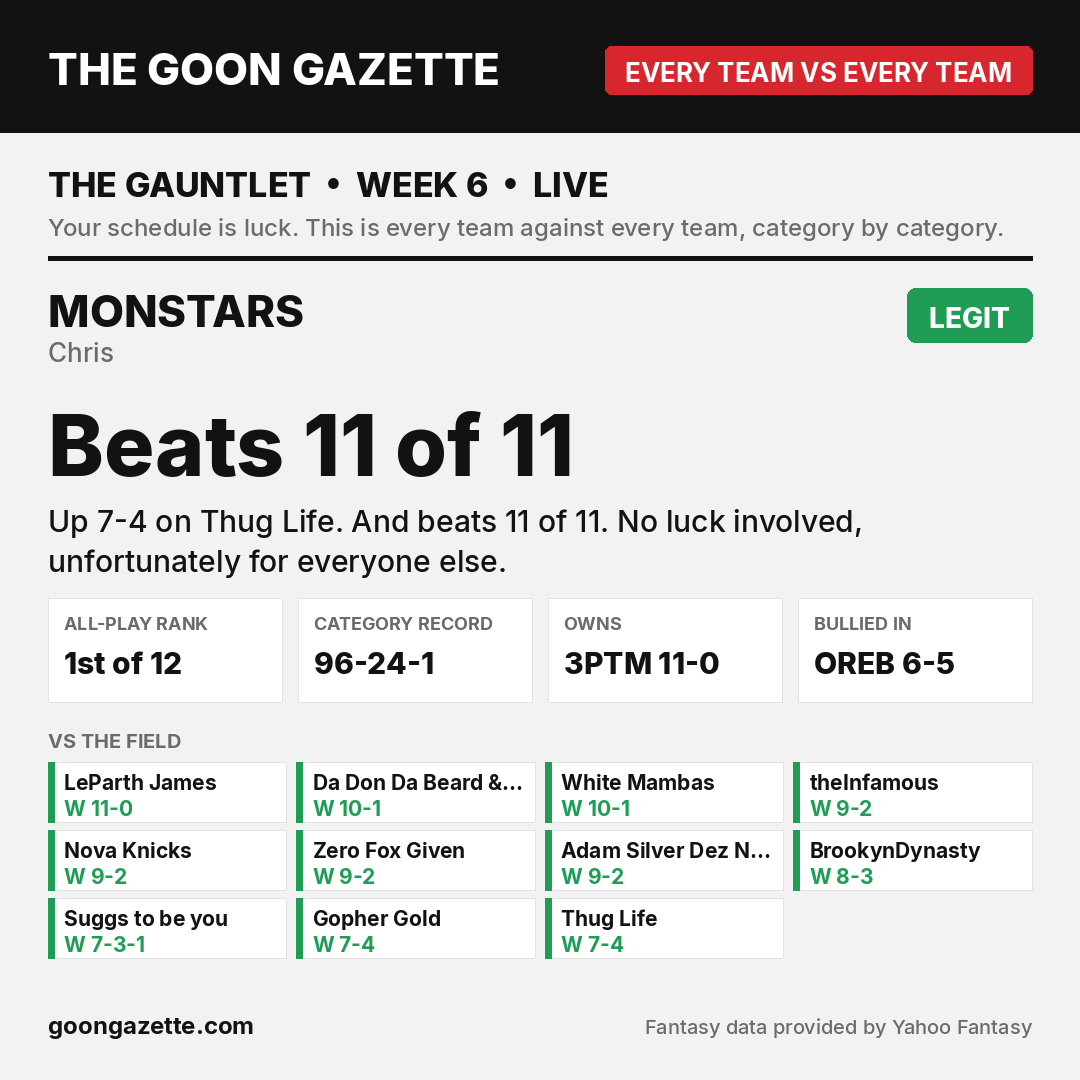 THE GOON GAZETTE
EVERY TEAM VS EVERY TEAM
THE GAUNTLET • WEEK 6 • LIVE
Your schedule is luck. This is every team against every team, category by category.
MONSTARS
LEGIT
Chris
Beats 11 of 11
Up 7-4 on Thug Life. And beats 11 of 11. No luck involved,
unfortunately for everyone else.
ALL-PLAY RANK
1st of 12
CATEGORY RECORD
96-24-1
OWNS
3PTM 11-0
BULLIED IN
OREB 6-5
VS THE FIELD
LeParth James
W 11-0
Da Don Da Beard &...
W 10-1
White Mambas
W 10-1
theInfamous
W 9-2
Nova Knicks
W 9-2
Zero Fox Given
W 9-2
Adam Silver Dez N...
W 9-2
BrookynDynasty
W 8-3
Suggs to be you
W 7-3-1
Gopher Gold
W 7-4
Thug Life
W 7-4
goongazette.com
Fantasy data provided by Yahoo Fantasy